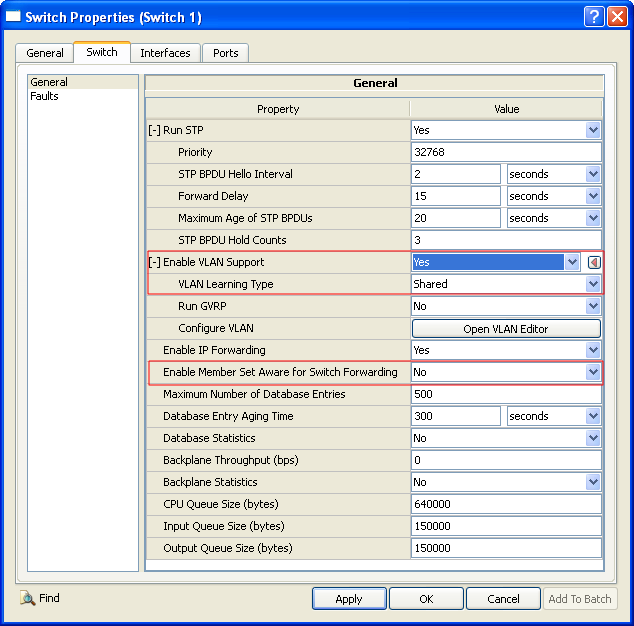 Switch Properties (Switch 1)
General Switch Interfaces Ports
General
Faults
General
Property Value
[-] Run STP Yes
Priority 32768
STP BPDU Hello Interval 2 seconds
Forward Delay 15 seconds
Maximum Age of STP BPDUs 20 seconds
STP BPDU Hold Counts 3
[-] Enable VLAN Support Yes
VLAN Learning Type Shared
Run GVRP No
Configure VLAN Open VLAN Editor
Enable IP Forwarding Yes
Enable Member Set Aware for Switch Forwarding No
Maximum Number of Database Entries 500
Database Entry Aging Time 300 seconds
Database Statistics No
Backplane Throughput (bps) 0
Backplane Statistics No
CPU Queue Size (bytes) 640000
Input Queue Size (bytes) 150000
Output Queue Size (bytes) 150000
Find Apply OK Cancel Add To Batch